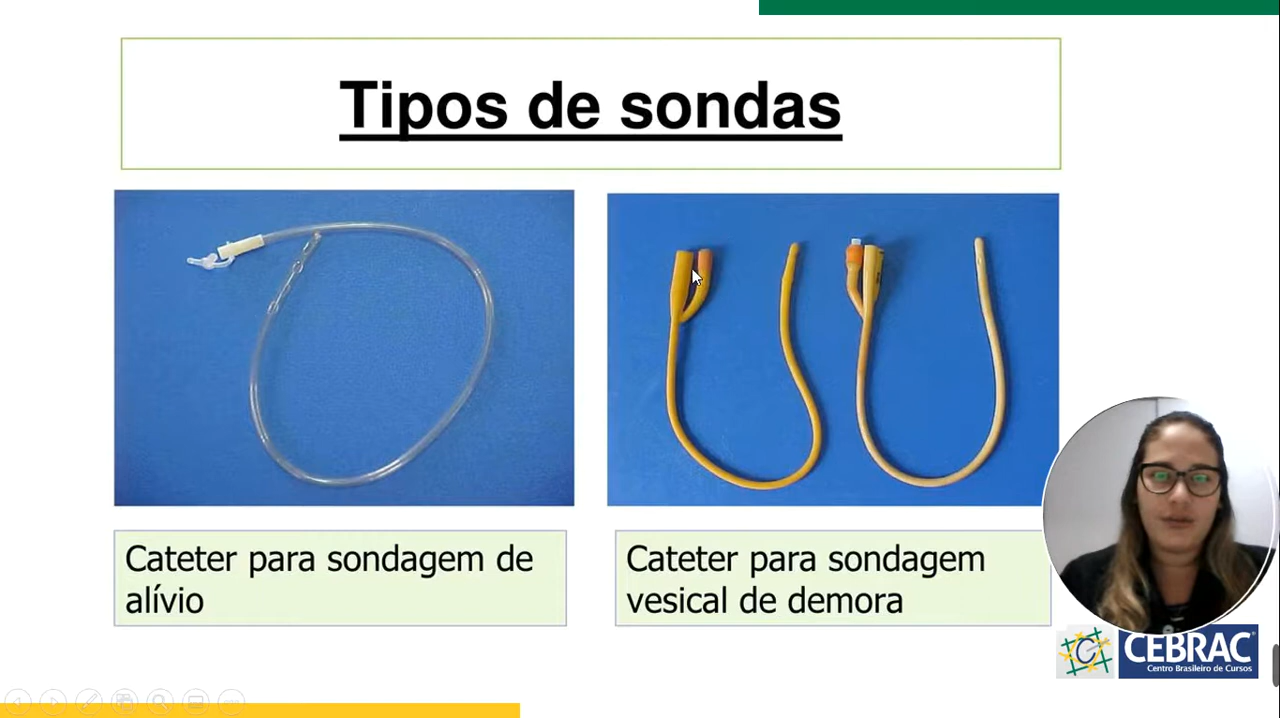 Tipos de sondas
Cateter para sondagem de
alívio
Cateter para sondagem
vesical de demora
CEBRAC
Centro Brasileiro de Cursos